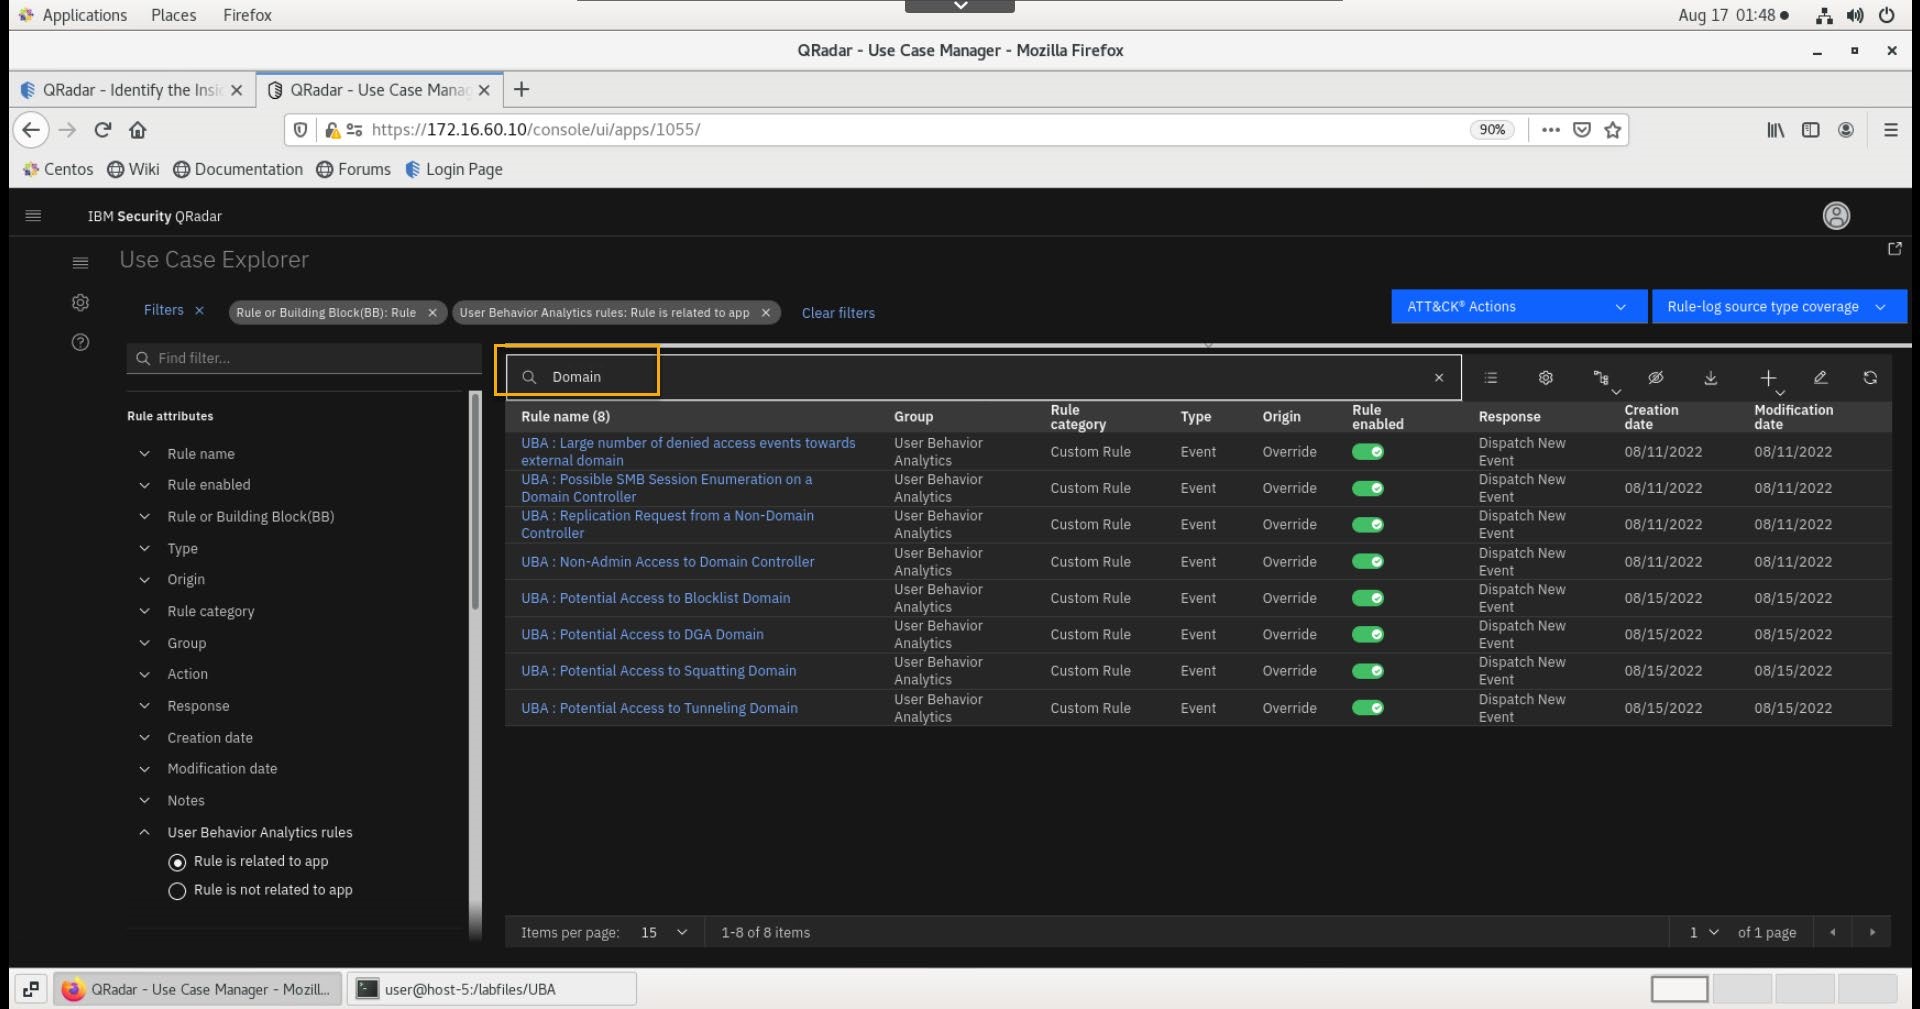 Applications Places Firefox Aug 17 01:48
QRadar - Use Case Manager - Mozilla Firefox
QRadar - Identify the Insi QRadar - Use Case Manag
https://172.16.60.10/console/ui/apps/1055/ 90%
Centos Wiki Documentation Forums Login Page
IBM Security QRadar
Use Case Explorer
Filters Rule or Building Block(BB): Rule User Behavior Analytics rules: Rule is related to app Clear filters
ATT&CK® Actions Rule-log source type coverage
Find filter...
Rule attributes
Rule name
Rule enabled
Rule or Building Block(BB)
Type
Origin
Rule category
Group
Action
Response
Creation date
Modification date
Notes
User Behavior Analytics rules
Rule is related to app
Rule is not related to app
Domain
Rule name (8) Group Rule category Type Origin Rule enabled Response Creation date Modification date
UBA : Large number of denied access events towards external domain User Behavior Analytics Custom Rule Event Override Dispatch New Event 08/11/2022 08/11/2022
UBA : Possible SMB Session Enumeration on a Domain Controller User Behavior Analytics Custom Rule Event Override Dispatch New Event 08/11/2022 08/11/2022
UBA : Replication Request from a Non-Domain Controller User Behavior Analytics Custom Rule Event Override Dispatch New Event 08/11/2022 08/11/2022
UBA : Non-Admin Access to Domain Controller User Behavior Analytics Custom Rule Event Override Dispatch New Event 08/11/2022 08/11/2022
UBA : Potential Access to Blocklist Domain User Behavior Analytics Custom Rule Event Override Dispatch New Event 08/15/2022 08/15/2022
UBA : Potential Access to DGA Domain User Behavior Analytics Custom Rule Event Override Dispatch New Event 08/15/2022 08/15/2022
UBA : Potential Access to Squatting Domain User Behavior Analytics Custom Rule Event Override Dispatch New Event 08/15/2022 08/15/2022
UBA : Potential Access to Tunneling Domain User Behavior Analytics Custom Rule Event Override Dispatch New Event 08/15/2022 08/15/2022
Items per page: 15 1-8 of 8 items 1 of 1 page
QRadar - Use Case Manager - Mozill... user@host-5:/labfiles/UBA